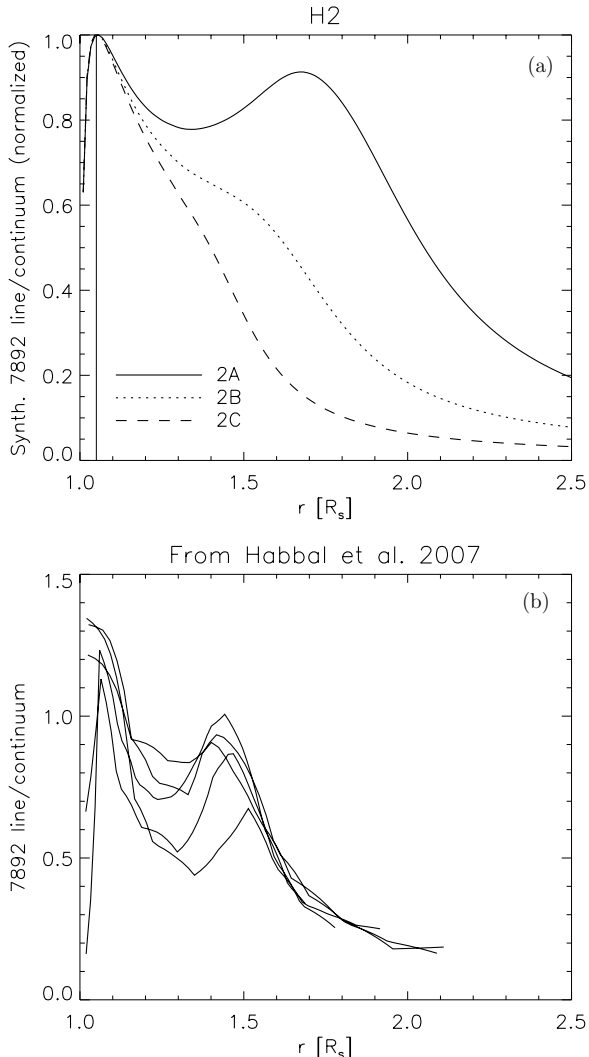 H2
(a)
Synth. 7892 line/continuum (normalized)
1.0
0.8
0.6
0.4
0.2
0.0
2A
2B
2C
1.0 1.5 2.0 2.5
r [Rs]
From Habbal et al. 2007
(b)
7892 line/continuum
1.5
1.0
0.5
0.0
1.0 1.5 2.0 2.5
r [Rs]